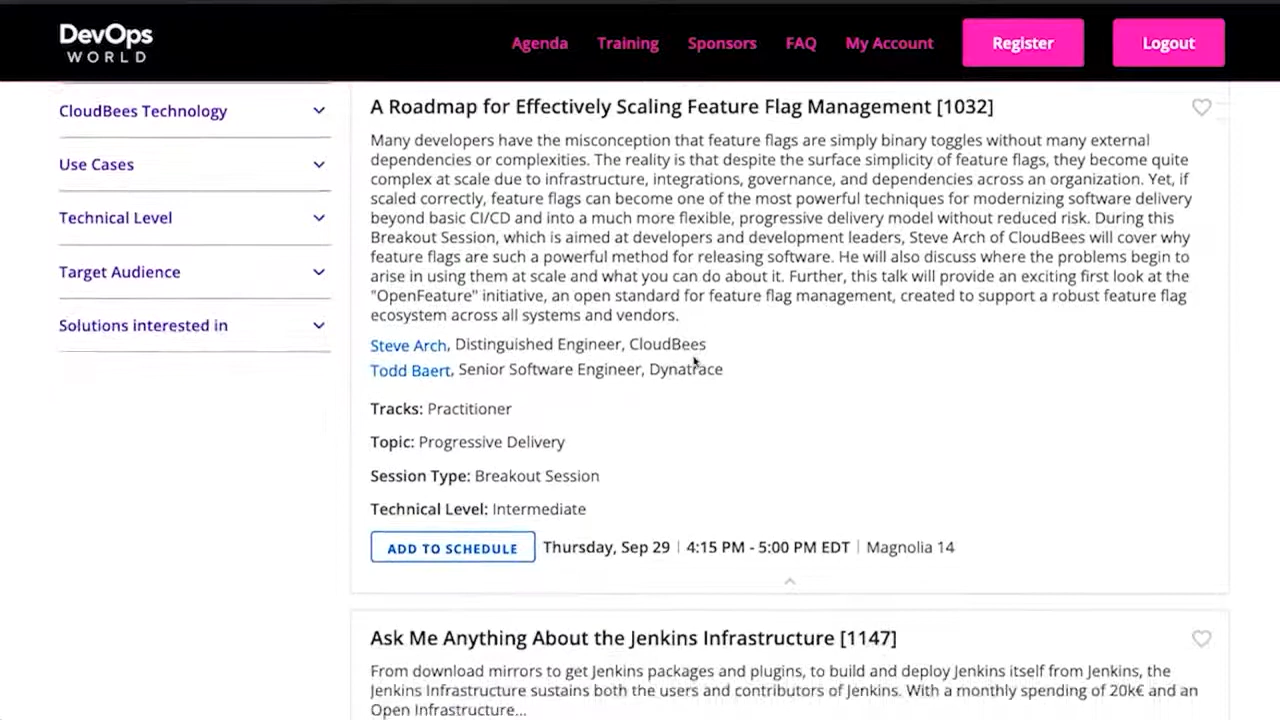 DevOps
WORLD
Agenda
Training
Sponsors
FAQ
My Account
Register
Logout
CloudBees Technology
Use Cases
Technical Level
Target Audience
Solutions interested in
A Roadmap for Effectively Scaling Feature Flag Management [1032]
Many developers have the misconception that feature flags are simply binary toggles without many external
dependencies or complexities. The reality is that despite the surface simplicity of feature flags, they become quite
complex at scale due to infrastructure, integrations, governance, and dependencies across an organization. Yet, if
scaled correctly, feature flags can become one of the most powerful techniques for modernizing software delivery
beyond basic CI/CD and into a much more flexible, progressive delivery model without reduced risk. During this
Breakout Session, which is aimed at developers and development leaders, Steve Arch of CloudBees will cover why
feature flags are such a powerful method for releasing software. He will also discuss where the problems begin to
arise in using them at scale and what you can do about it. Further, this talk will provide an exciting first look at the
"OpenFeature" initiative, an open standard for feature flag management, created to support a robust feature flag
ecosystem across all systems and vendors.
Steve Arch, Distinguished Engineer, CloudBees
Todd Baert, Senior Software Engineer, Dynatrace
Tracks: Practitioner
Topic: Progressive Delivery
Session Type: Breakout Session
Technical Level: Intermediate
ADD TO SCHEDULE Thursday, Sep 29 | 4:15 PM - 5:00 PM EDT | Magnolia 14
Ask Me Anything About the Jenkins Infrastructure [1147]
From download mirrors to get Jenkins packages and plugins, to build and deploy Jenkins itself from Jenkins, the
Jenkins Infrastructure sustains both the users and contributors of Jenkins. With a monthly spending of 20k€ and an
Open Infrastructure...